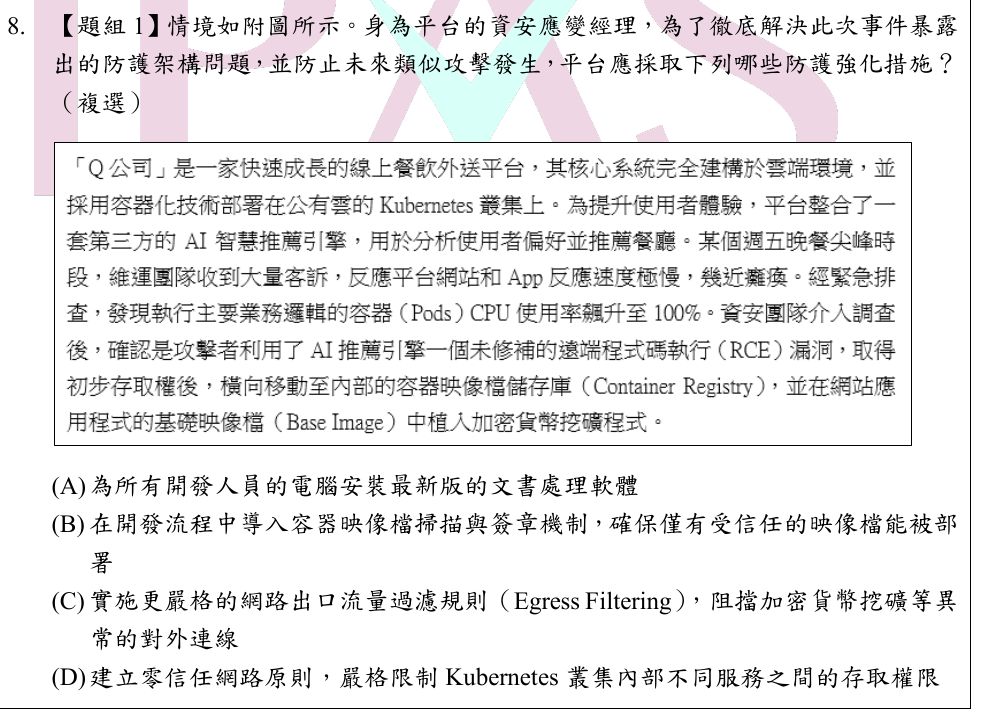 8. 【題組 1】情境如附圖所示。身為平台的資安應變經理，為了徹底解決此次事件暴露
出的防護架構問題，並防止未來類似攻擊發生，平台應採取下列哪些防護強化措施？
（複選）
「Q 公司」是一家快速成長的線上餐飲外送平台，其核心系統完全建構於雲端環境，並
採用容器化技術部署在公有雲的 Kubernetes 叢集上。為提升使用者體驗，平台整合了一
套第三方的 AI 智慧推薦引擎，用於分析使用者偏好並推薦餐廳。某個週五晚餐尖峰時
段，維運團隊收到大量客訴，反應平台網站和 App 反應速度極慢，幾近癱瘓。經緊急排
查，發現執行主要業務邏輯的容器（Pods）CPU 使用率飆升至 100%。資安團隊介入調查
後，確認是攻擊者利用了 AI 推薦引擎一個未修補的遠端程式碼執行（RCE）漏洞，取得
初步存取權後，橫向移動至內部的容器映像檔儲存庫（Container Registry），並在網站應
用程式的基礎映像檔（Base Image）中植入加密貨幣挖礦程式。
(A) 為所有開發人員的電腦安裝最新版的文書處理軟體
(B) 在開發流程中導入容器映像檔掃描與簽章機制，確保僅有受信任的映像檔能被部
署
(C) 實施更嚴格的網路出口流量過濾規則（Egress Filtering），阻擋加密貨幣挖礦等異
常的對外連線
(D) 建立零信任網路原則，嚴格限制 Kubernetes 叢集內部不同服務之間的存取權限